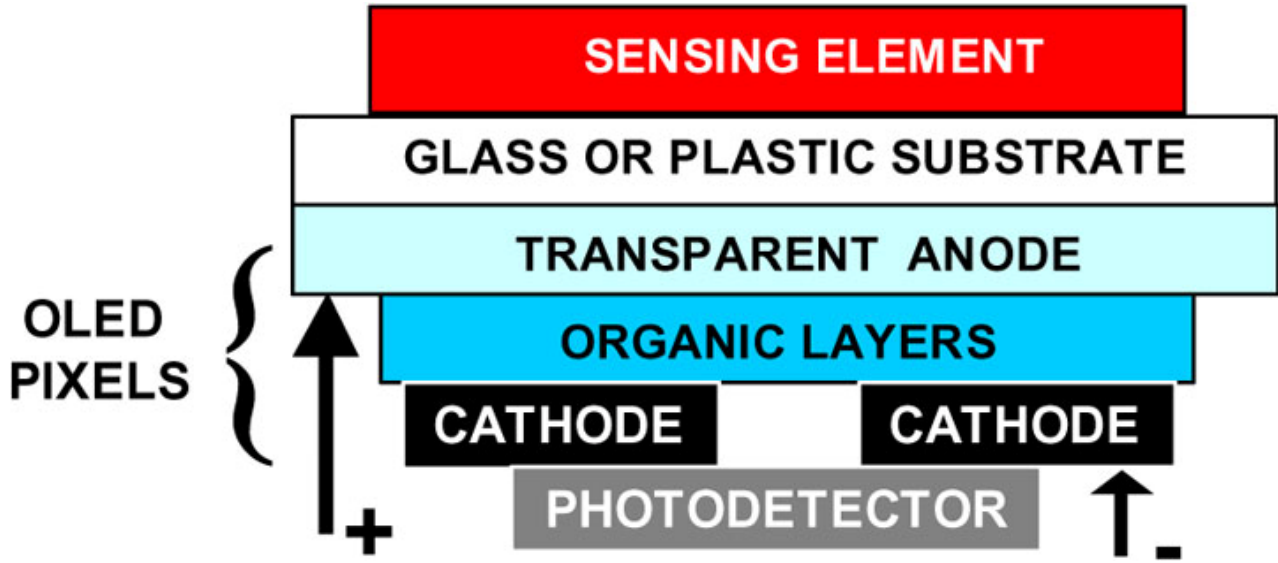 SENSING ELEMENT
GLASS OR PLASTIC SUBSTRATE
TRANSPARENT ANODE
OLED
PIXELS
ORGANIC LAYERS
CATHODE CATHODE
PHOTODETECTOR
+ -